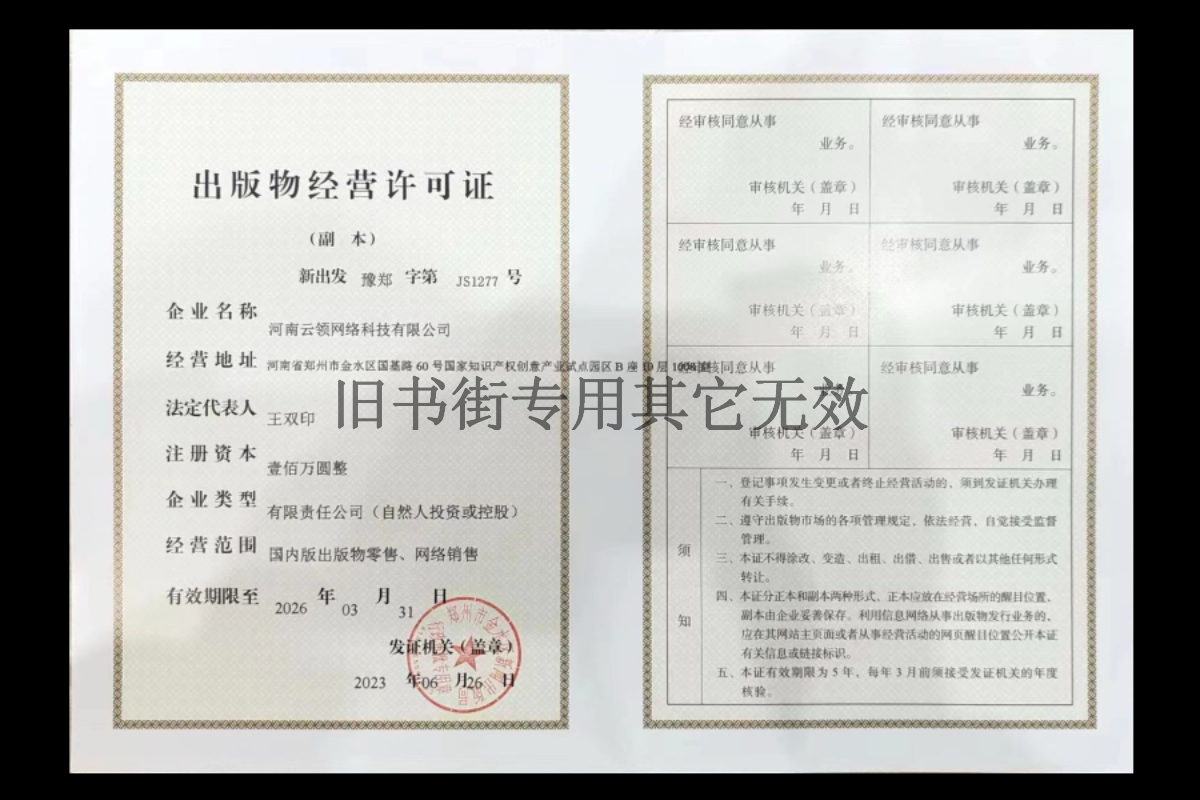 出版物经营许可证
（副 本）
新出发 豫郑 字第 JS1277 号
企业名称 河南云领网络科技有限公司
经营地址 河南省郑州市金水区国基路 60 号国家知识产权创意产业试点园区 B 座 10 层
法定代表人 王双印
注册资本 壹佰万圆整
企业类型 有限责任公司（自然人投资或控股）
经营范围 国内版出版物零售、网络销售
有效期限至 2026 年 03 月 31 日
发证机关（盖章）
2023 年 06 月 26 日
旧书街专用其它无效
经审核同意从事
业务。
审核机关（盖章）
年 月 日
经审核同意从事
业务。
审核机关（盖章）
年 月 日
经审核同意从事
业务。
审核机关（盖章）
年 月 日
经审核同意从事
业务。
审核机关（盖章）
年 月 日
经审核同意从事
业务。
审核机关（盖章）
年 月 日
经审核同意从事
业务。
审核机关（盖章）
年 月 日
须知
一、登记事项发生变更或者终止经营活动的，须到发证机关办理
有关手续。
二、遵守出版物市场的各项管理规定，依法经营，自觉接受监督
管理。
三、本证不得涂改、变造、出租、出借、出售或者以其他任何形式
转让。
四、本证分正本和副本两种形式，正本应放在经营场所的醒目位置，
副本由企业妥善保存。利用信息网络从事出版物发行业务的，
应在其网站主页面或者从事经营活动的网页醒目位置公开本证
有关信息或链接标识。
五、本证有效期限为 5 年，每年 3 月前须接受发证机关的年度
核验。